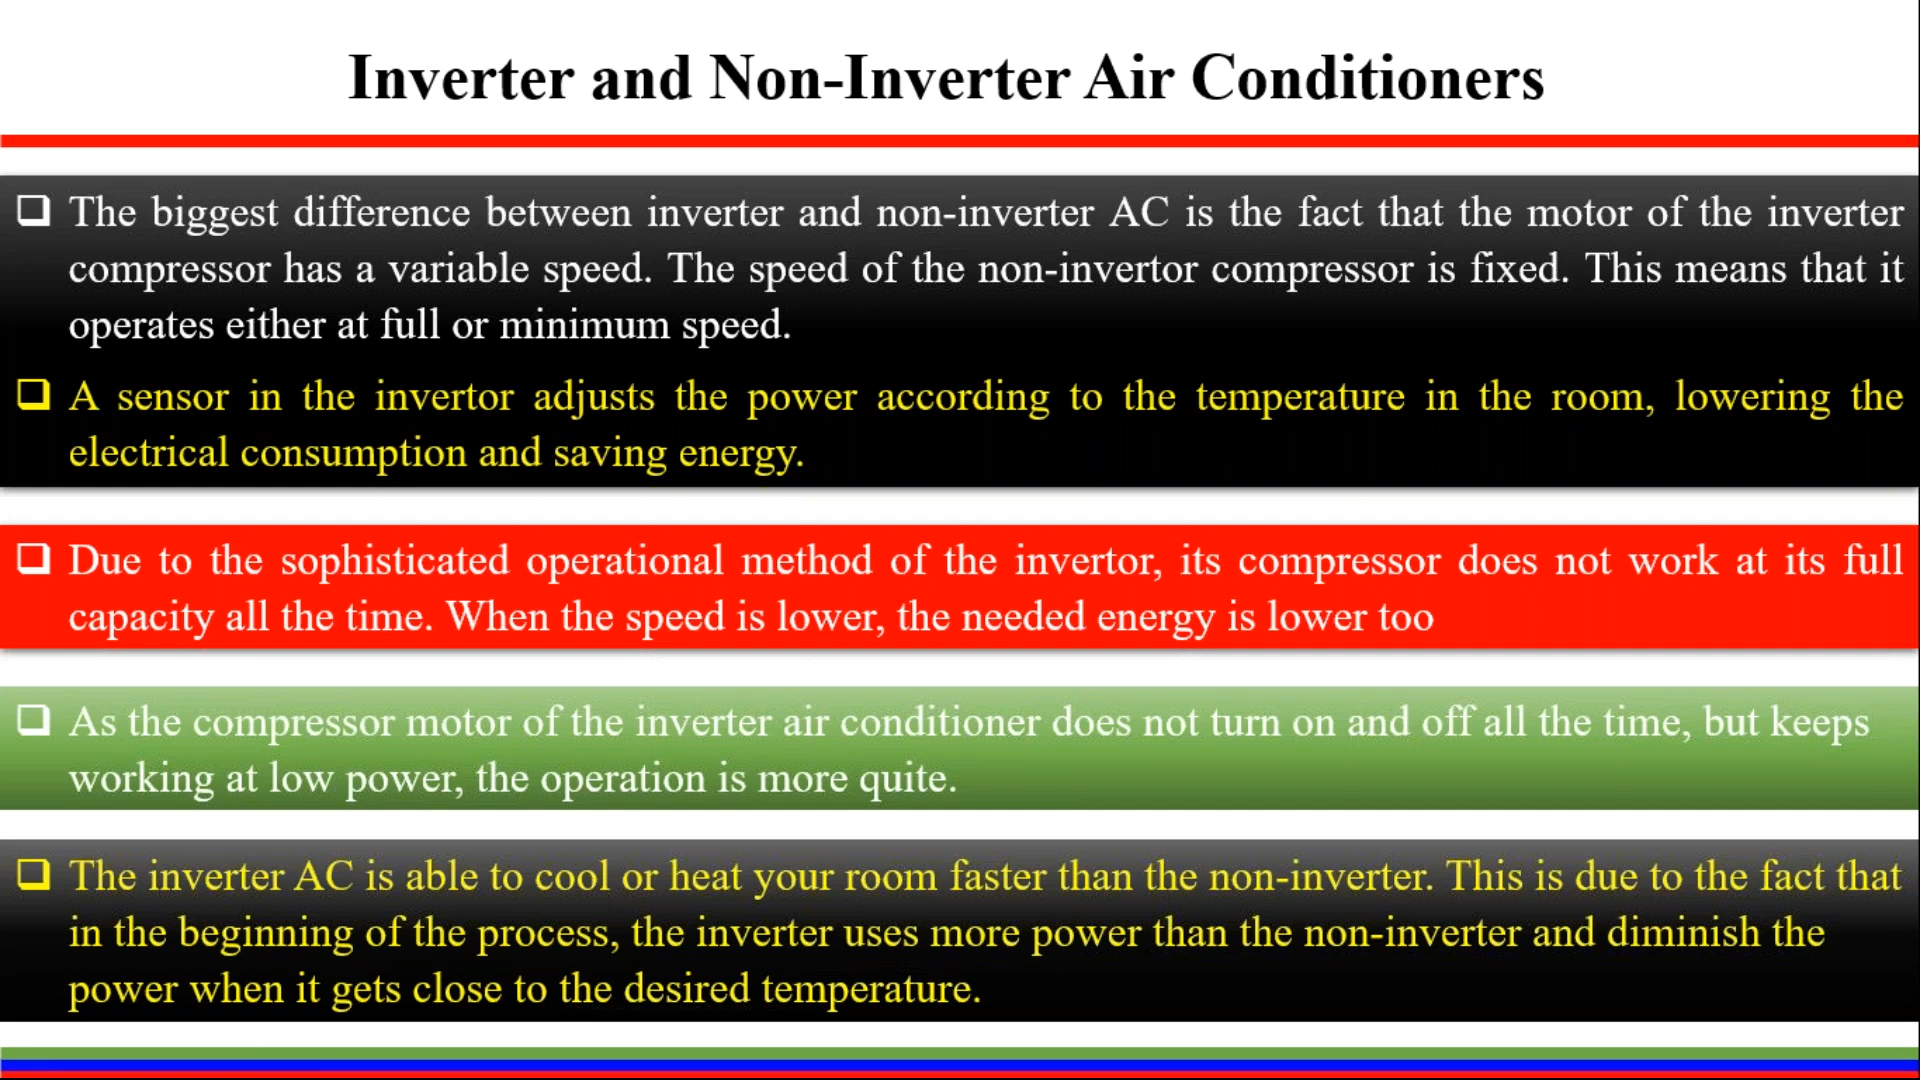 Inverter and Non-Inverter Air Conditioners
The biggest difference between inverter and non-inverter AC is the fact that the motor of the inverter
compressor has a variable speed. The speed of the non-invertor compressor is fixed. This means that it
operates either at full or minimum speed.
A sensor in the invertor adjusts the power according to the temperature in the room, lowering the
electrical consumption and saving energy.
Due to the sophisticated operational method of the invertor, its compressor does not work at its full
capacity all the time. When the speed is lower, the needed energy is lower too
As the compressor motor of the inverter air conditioner does not turn on and off all the time, but keeps
working at low power, the operation is more quite.
The inverter AC is able to cool or heat your room faster than the non-inverter. This is due to the fact that
in the beginning of the process, the inverter uses more power than the non-inverter and diminish the
power when it gets close to the desired temperature.